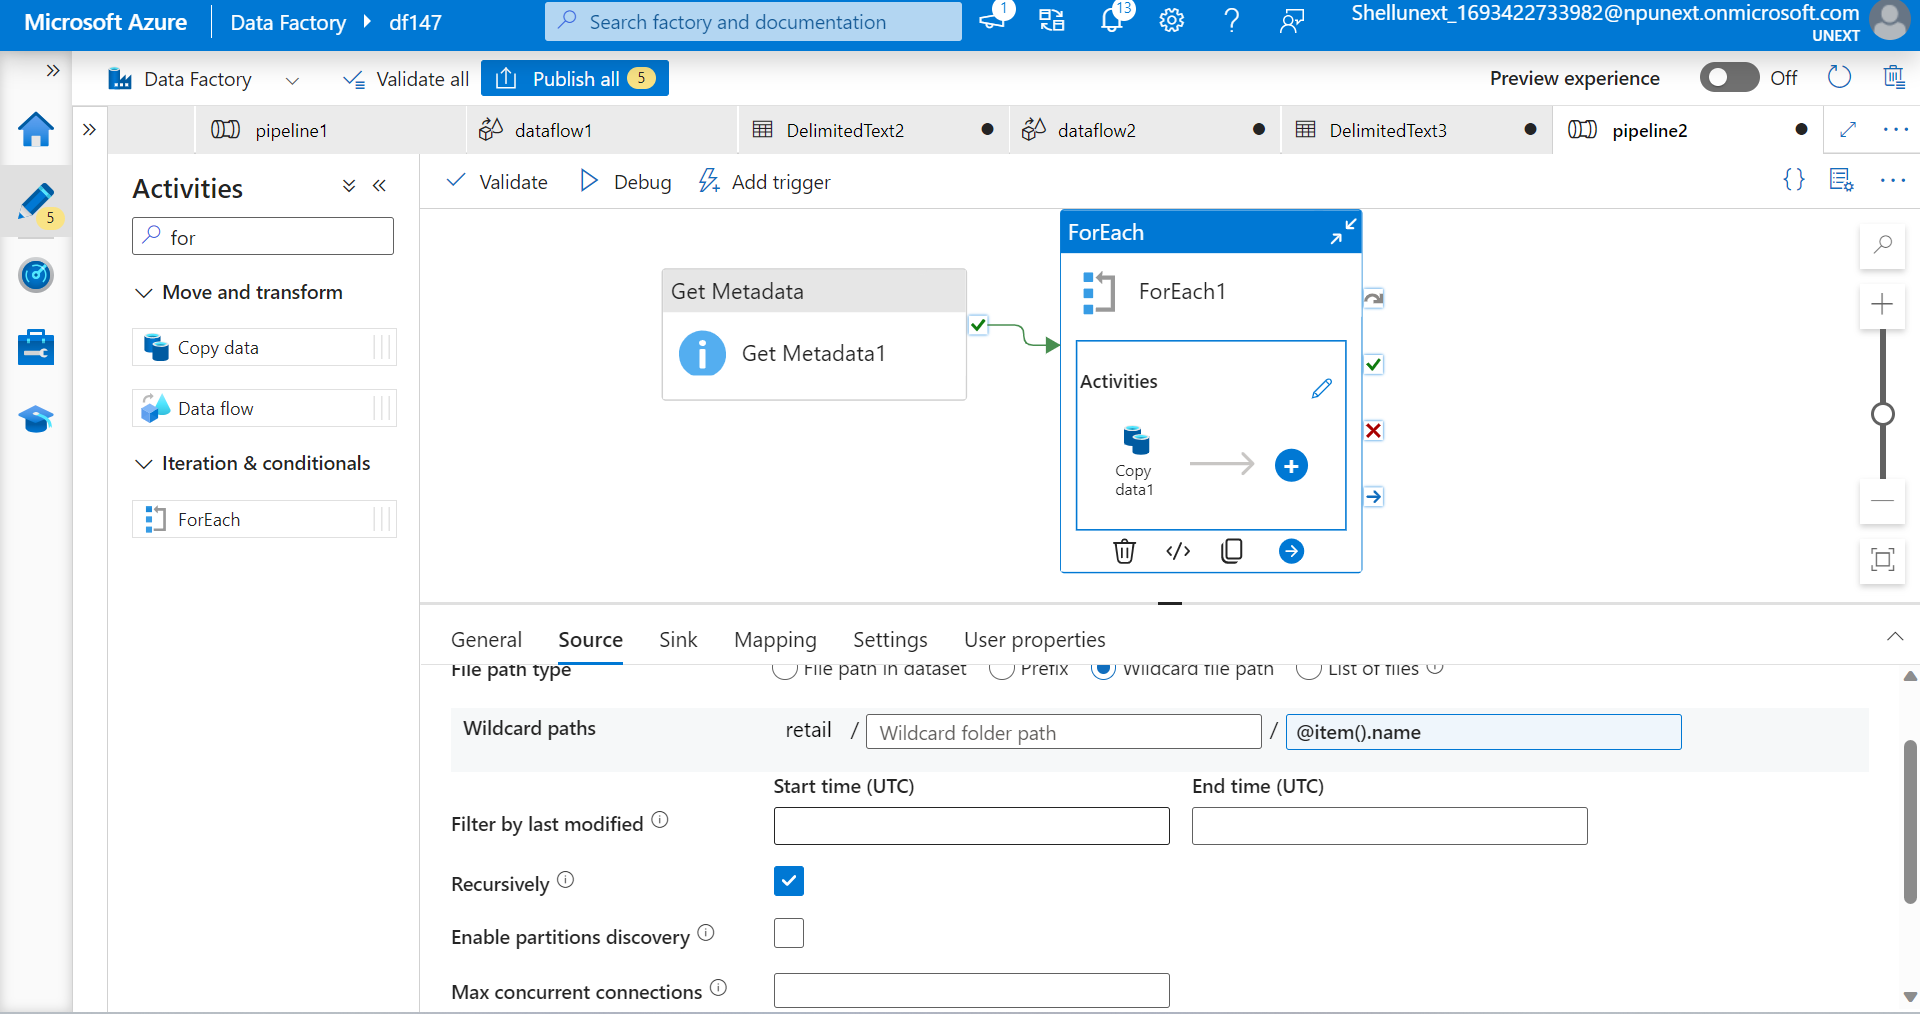 Microsoft Azure
Data Factory
df147
Search factory and documentation
1
13
Shellunext_1693422733982@npunext.onmicrosoft.com
UNEXT
Data Factory
Validate all
Publish all
5
Preview experience
Off
pipeline1
dataflow1
DelimitedText2
dataflow2
DelimitedText3
pipeline2
5
Activities
for
Validate
Debug
Add trigger
Move and transform
Copy data
Data flow
Iteration & conditionals
ForEach
Get Metadata
Get Metadata1
ForEach
ForEach1
Activities
Copy
data1
General
Source
Sink
Mapping
Settings
User properties
File path type
File path in dataset
Prefix
Wildcard file path
List of files
Wildcard paths
retail / Wildcard folder path / @item().name
Start time (UTC)
End time (UTC)
Filter by last modified
Recursively
Enable partitions discovery
Max concurrent connections